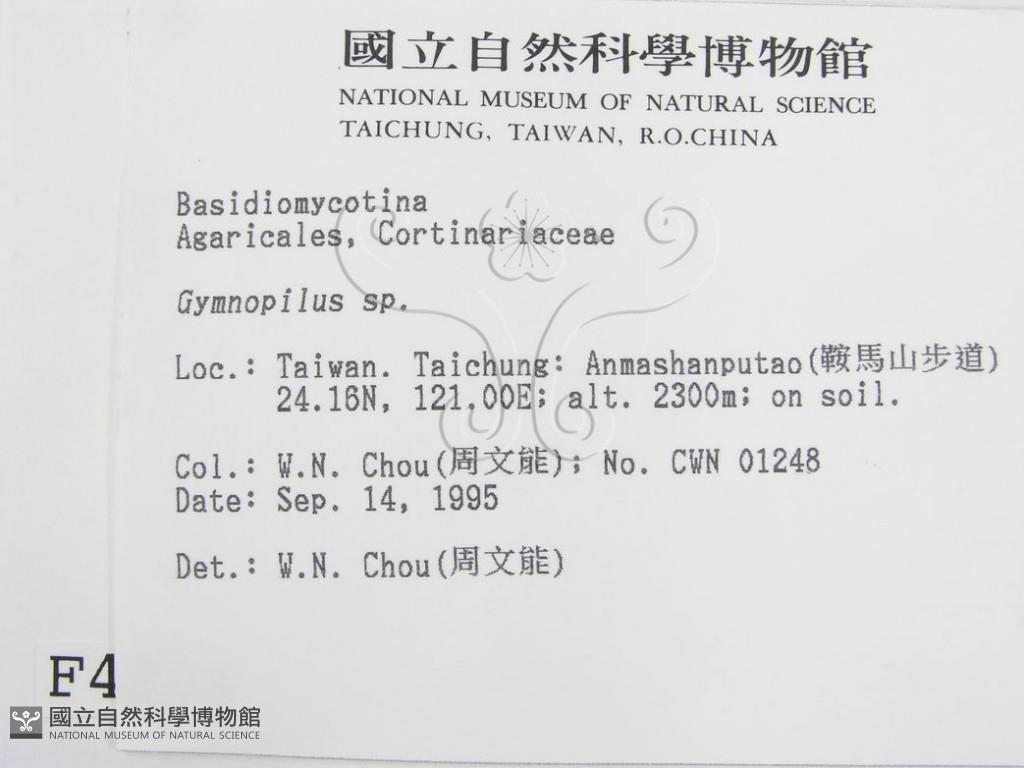 國立自然科學博物館
NATIONAL MUSEUM OF NATURAL SCIENCE
TAICHUNG, TAIWAN, R.O.CHINA
Basidiomycotina
Agaricales, Cortinariaceae
Gymnopilus sp.
Loc.: Taiwan. Taichung: Anmashanputao(鞍馬山步道)
24.16N, 121.00E; alt. 2300m; on soil.
Col.: W.N. Chou(周文能); No. CWN 01248
Date: Sep. 14, 1995
Det.: W.N. Chou(周文能)
F4
國立自然科學博物館
NATIONAL MUSEUM OF NATURAL SCIENCE